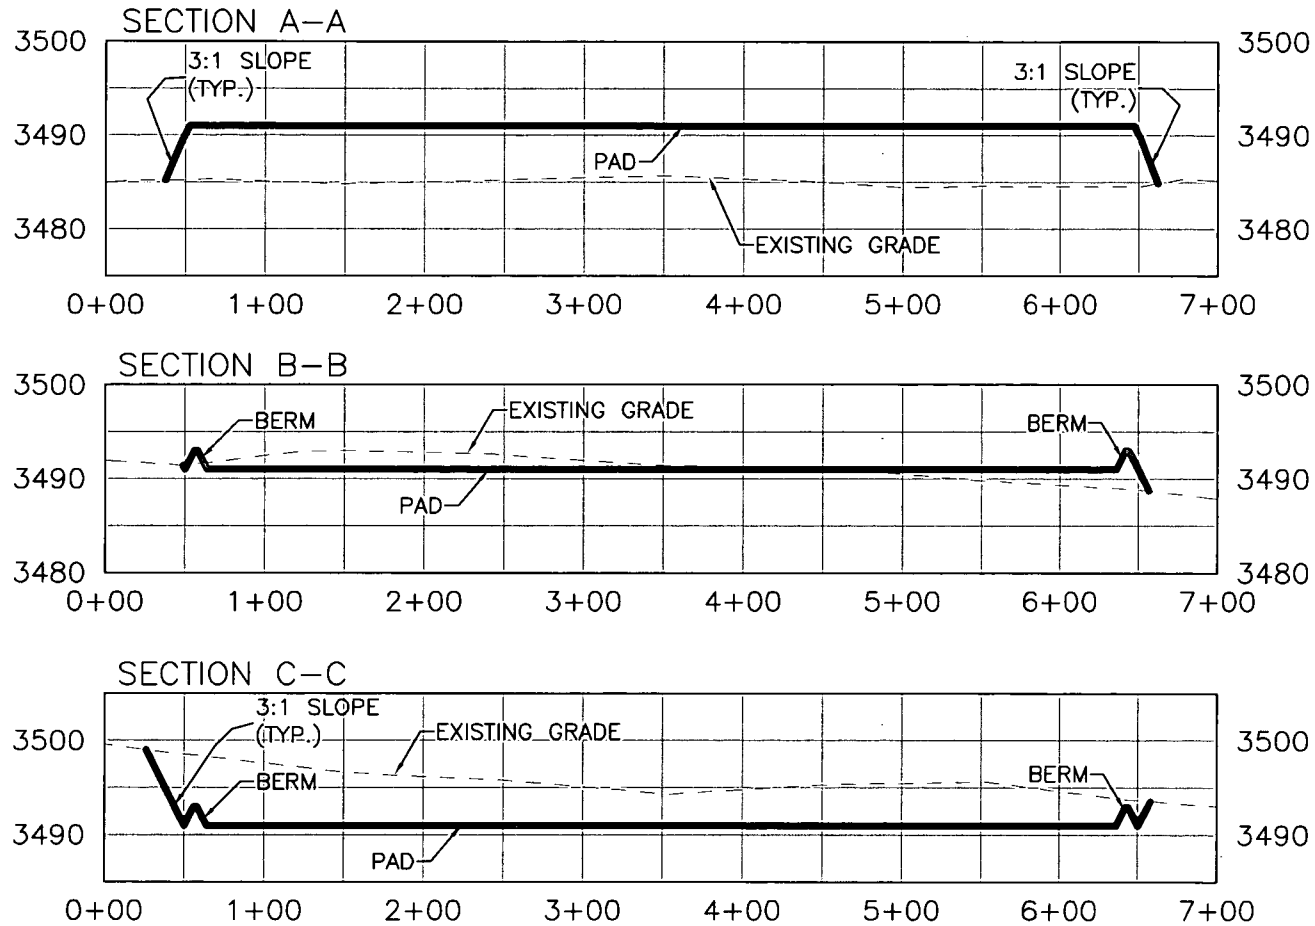 SECTION A-A
3500
3500
3:1 SLOPE
(TYP.)
3:1 SLOPE
(TYP.)
3490
3490
PAD
3480
3480
EXISTING GRADE
0+00 1+00 2+00 3+00 4+00 5+00 6+00 7+00
SECTION B-B
3500
3500
BERM
EXISTING GRADE
BERM
3490
3490
PAD
3480
3480
0+00 1+00 2+00 3+00 4+00 5+00 6+00 7+00
SECTION C-C
3:1 SLOPE
(TYP.)
3500
EXISTING GRADE
3500
BERM
BERM
3490
3490
PAD
0+00 1+00 2+00 3+00 4+00 5+00 6+00 7+00